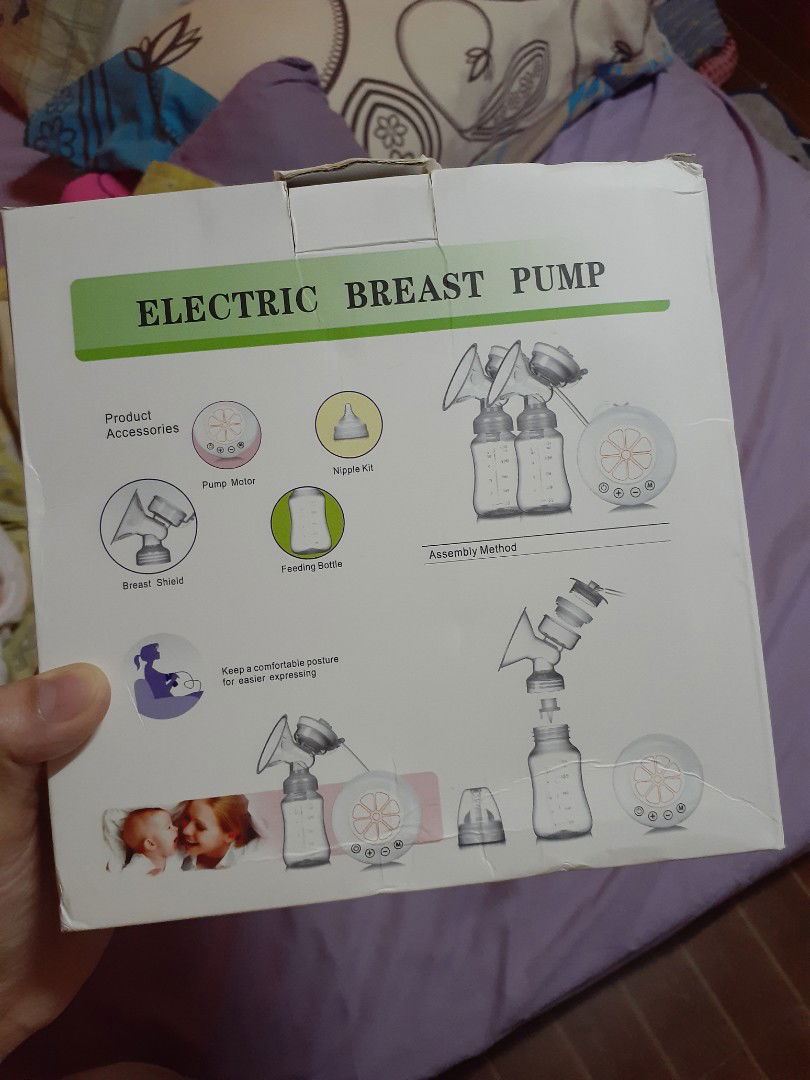 ELECTRIC BREAST PUMP
Product
Accessories
Pump Motor
Nipple Kit
Breast Shield
Feeding Bottle
Assembly Method
Keep a comfortable posture
for easier expressing
M
M
M
M